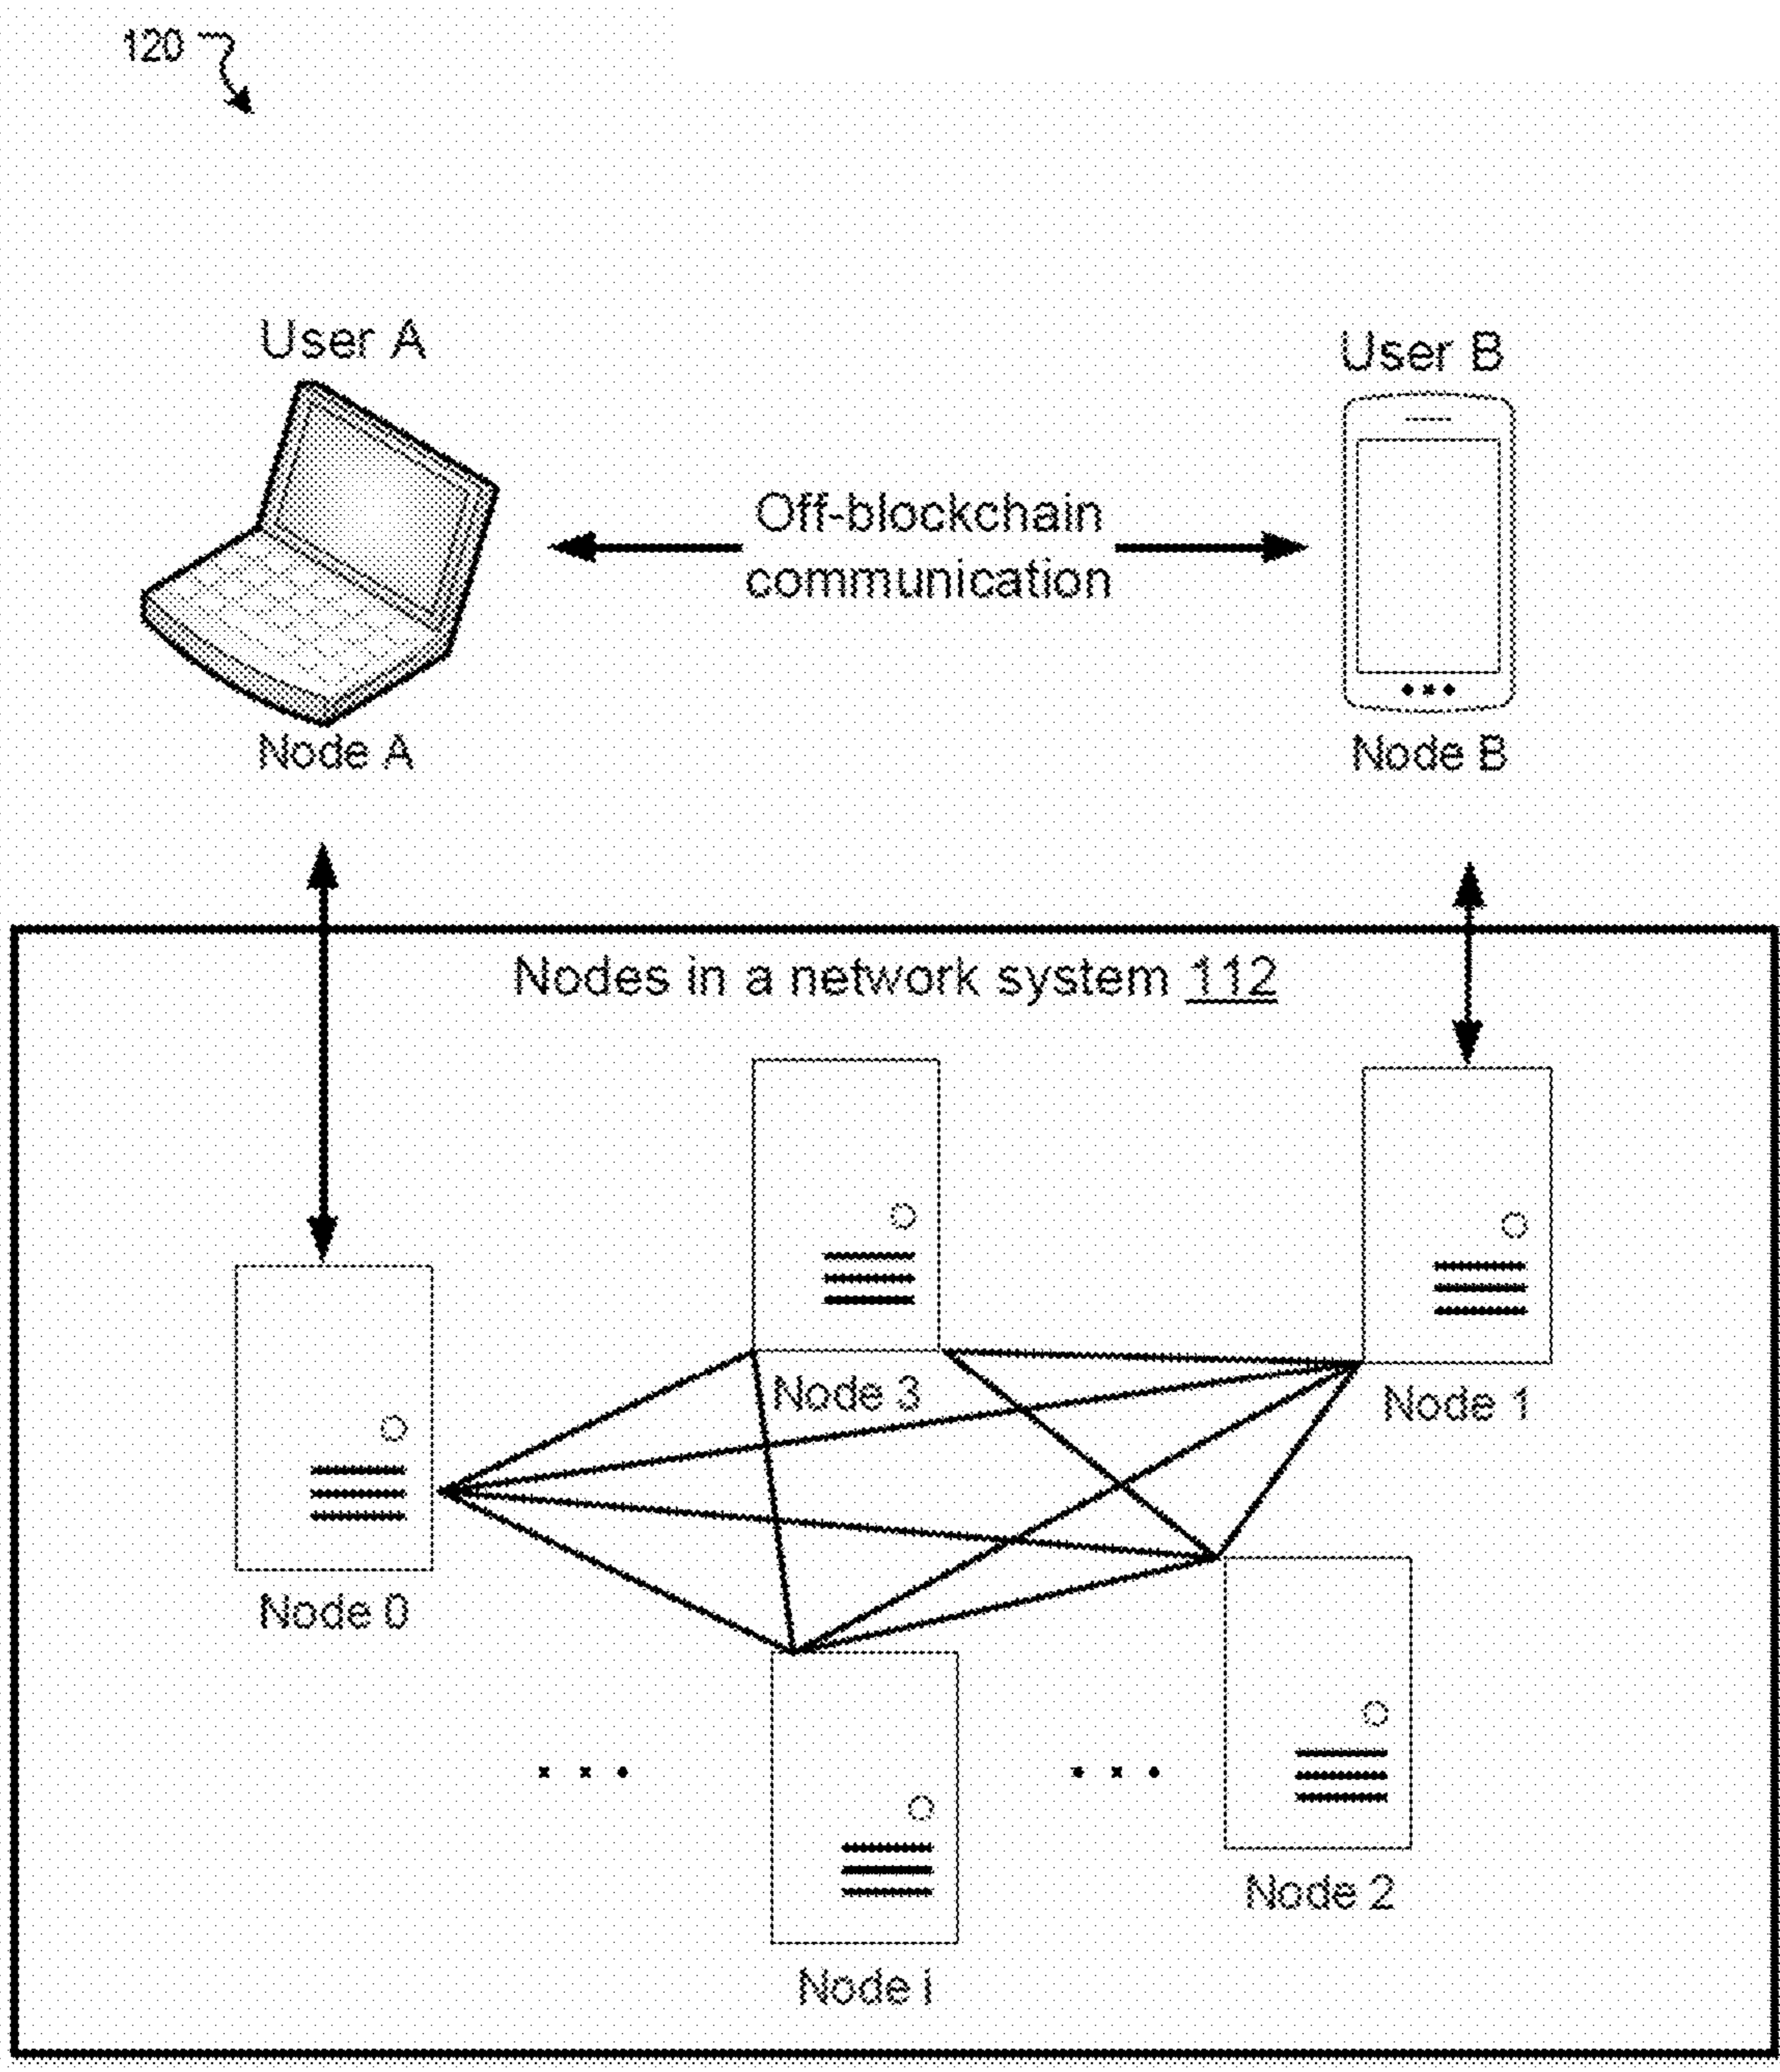 120
User A
User B
Off-blockchain
communication
Node A
Node B
Nodes in a network system 112
Node 3
Node 1
Node 0
Node 2
Node i